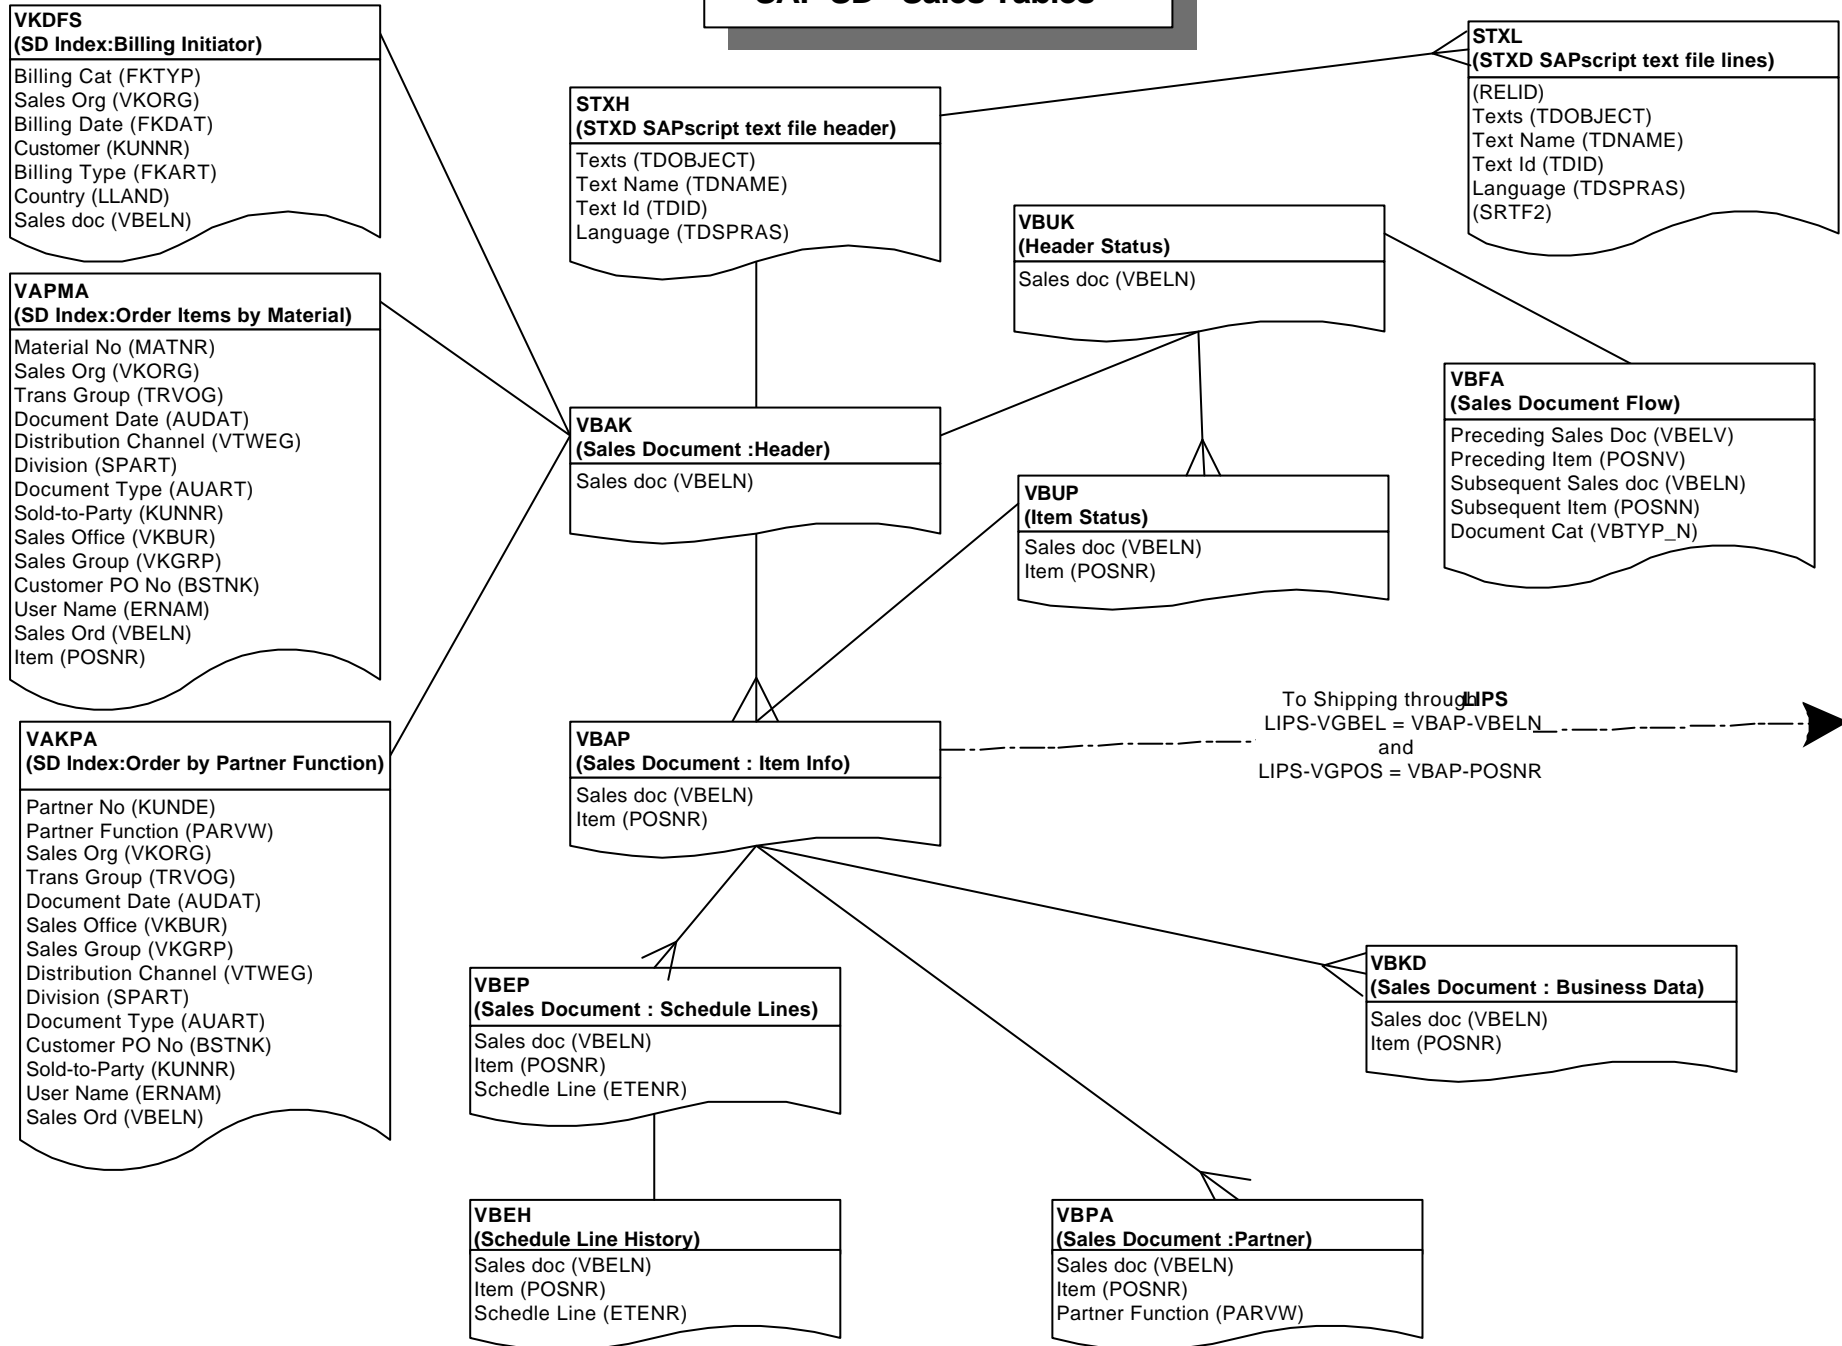 SAP SD - Sales Tables
VKDFS
(SD Index:Billing Initiator)
Billing Cat (FKTYP)
Sales Org (VKORG)
Billing Date (FKDAT)
Customer (KUNNR)
Billing Type (FKART)
Country (LLAND)
Sales doc (VBELN)
STXH
(STXD SAPscript text file header)
Texts (TDOBJECT)
Text Name (TDNAME)
Text Id (TDID)
Language (TDSPRAS)
STXL
(STXD SAPscript text file lines)
(RELID)
Texts (TDOBJECT)
Text Name (TDNAME)
Text Id (TDID)
Language (TDSPRAS)
(SRTF2)
VBUK
(Header Status)
Sales doc (VBELN)
VAPMA
(SD Index:Order Items by Material)
Material No (MATNR)
Sales Org (VKORG)
Trans Group (TRVOG)
Document Date (AUDAT)
Distribution Channel (VTWEG)
Division (SPART)
Document Type (AUART)
Sold-to-Party (KUNNR)
Sales Office (VKBUR)
Sales Group (VKGRP)
Customer PO No (BSTNK)
User Name (ERNAM)
Sales Ord (VBELN)
Item (POSNR)
VBAK
(Sales Document :Header)
Sales doc (VBELN)
VBUP
(Item Status)
Sales doc (VBELN)
Item (POSNR)
VBFA
(Sales Document Flow)
Preceding Sales Doc (VBELV)
Preceding Item (POSNV)
Subsequent Sales doc (VBELN)
Subsequent Item (POSNN)
Document Cat (VBTYP_N)
VAKPA
(SD Index:Order by Partner Function)
Partner No (KUNDE)
Partner Function (PARVW)
Sales Org (VKORG)
Trans Group (TRVOG)
Document Date (AUDAT)
Sales Office (VKBUR)
Sales Group (VKGRP)
Distribution Channel (VTWEG)
Division (SPART)
Document Type (AUART)
Customer PO No (BSTNK)
Sold-to-Party (KUNNR)
User Name (ERNAM)
Sales Ord (VBELN)
VBAP
(Sales Document : Item Info)
Sales doc (VBELN)
Item (POSNR)
To Shipping through LIPS
LIPS-VGBEL = VBAP-VBELN
and
LIPS-VGPOS = VBAP-POSNR
VBEP
(Sales Document : Schedule Lines)
Sales doc (VBELN)
Item (POSNR)
Schedle Line (ETENR)
VBKD
(Sales Document : Business Data)
Sales doc (VBELN)
Item (POSNR)
VBEH
(Schedule Line History)
Sales doc (VBELN)
Item (POSNR)
Schedle Line (ETENR)
VBPA
(Sales Document :Partner)
Sales doc (VBELN)
Item (POSNR)
Partner Function (PARVW)